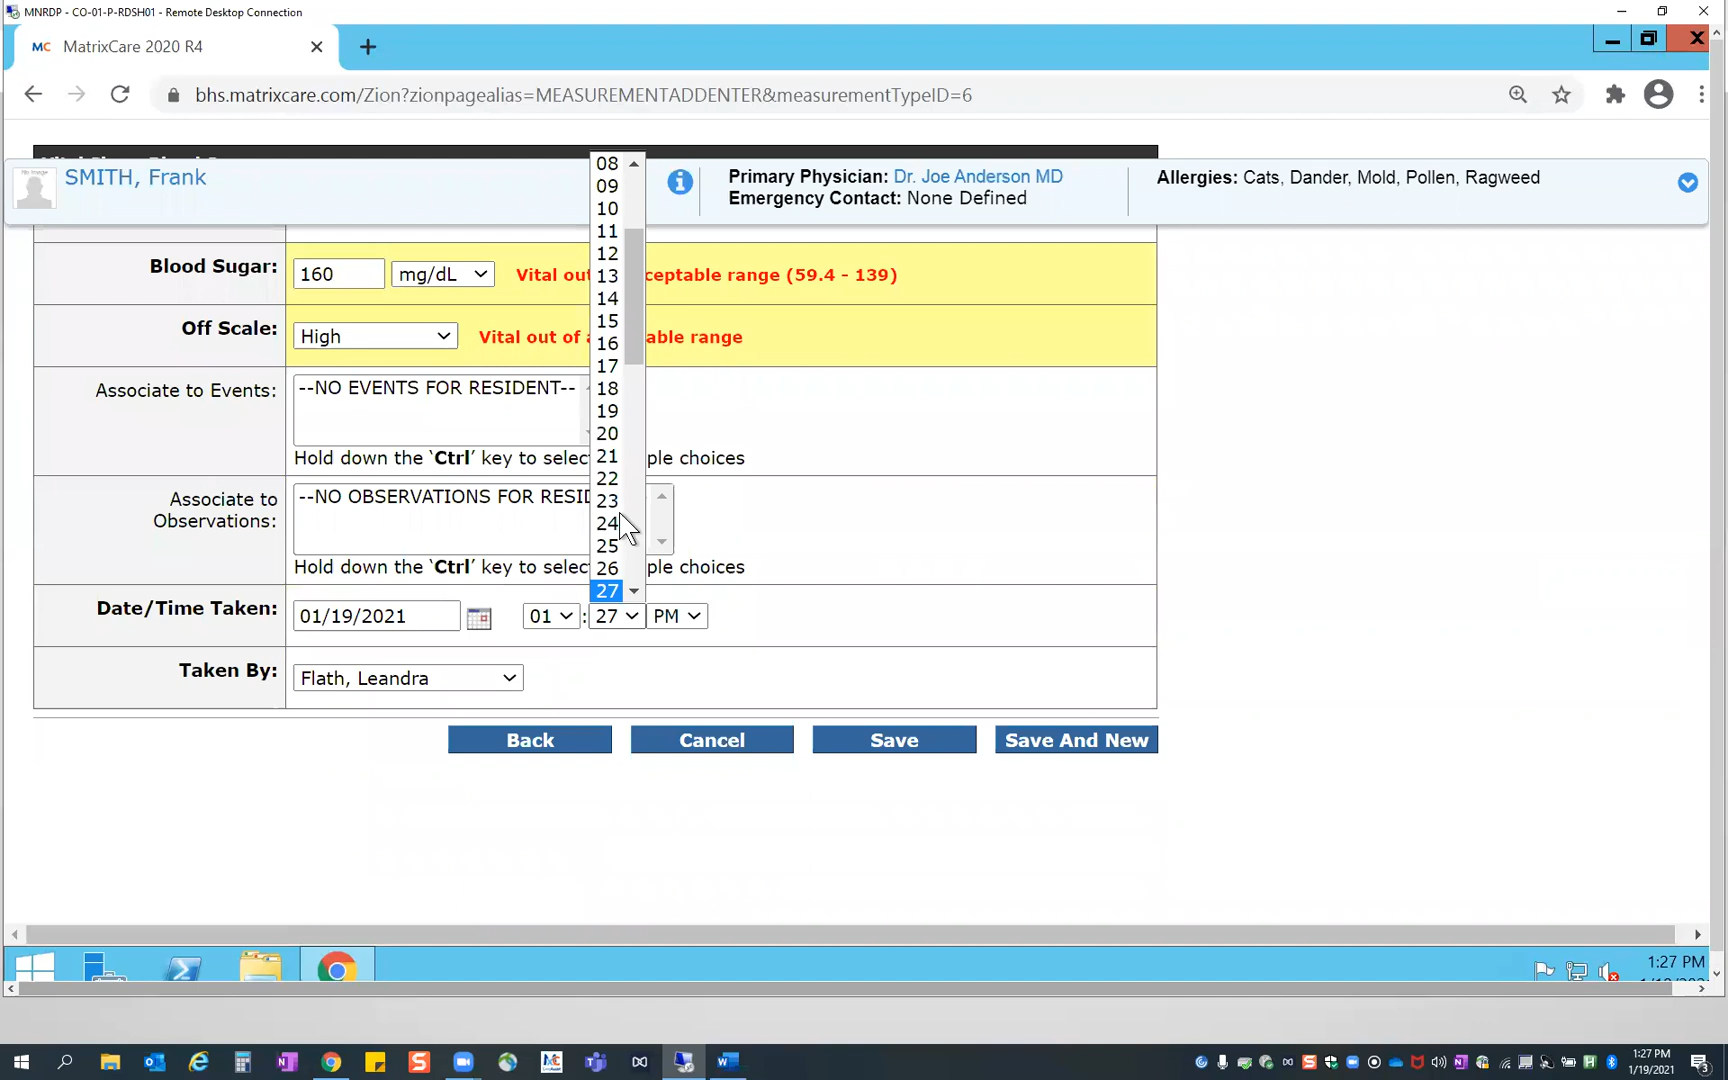 MNRDP - CO-01-P-RDSH01 - Remote Desktop Connection
MC MatrixCare 2020 R4
bhs.matrixcare.com/Zion?zionpagealias=MEASUREMENTADDENTER&measurementTypeID=6
No Image
SMITH, Frank
Primary Physician: Dr. Joe Anderson MD
Emergency Contact: None Defined
Allergies: Cats, Dander, Mold, Pollen, Ragweed
Blood Sugar: 160 mg/dL Vital ou ceptable range (59.4 - 139)
Off Scale: High Vital out of a able range
Associate to Events: --NO EVENTS FOR RESIDENT--
Hold down the ‘Ctrl’ key to selec ple choices
Associate to
Observations:
--NO OBSERVATIONS FOR RESID
Hold down the ‘Ctrl’ key to selec ple choices
08
09
10
11
12
13
14
15
16
17
18
19
20
21
22
23
24
25
26
27
Date/Time Taken: 01/19/2021 01 : 27 PM
Taken By: Flath, Leandra
Back Cancel Save Save And New
1:27 PM
1:27 PM
1/19/2021
3